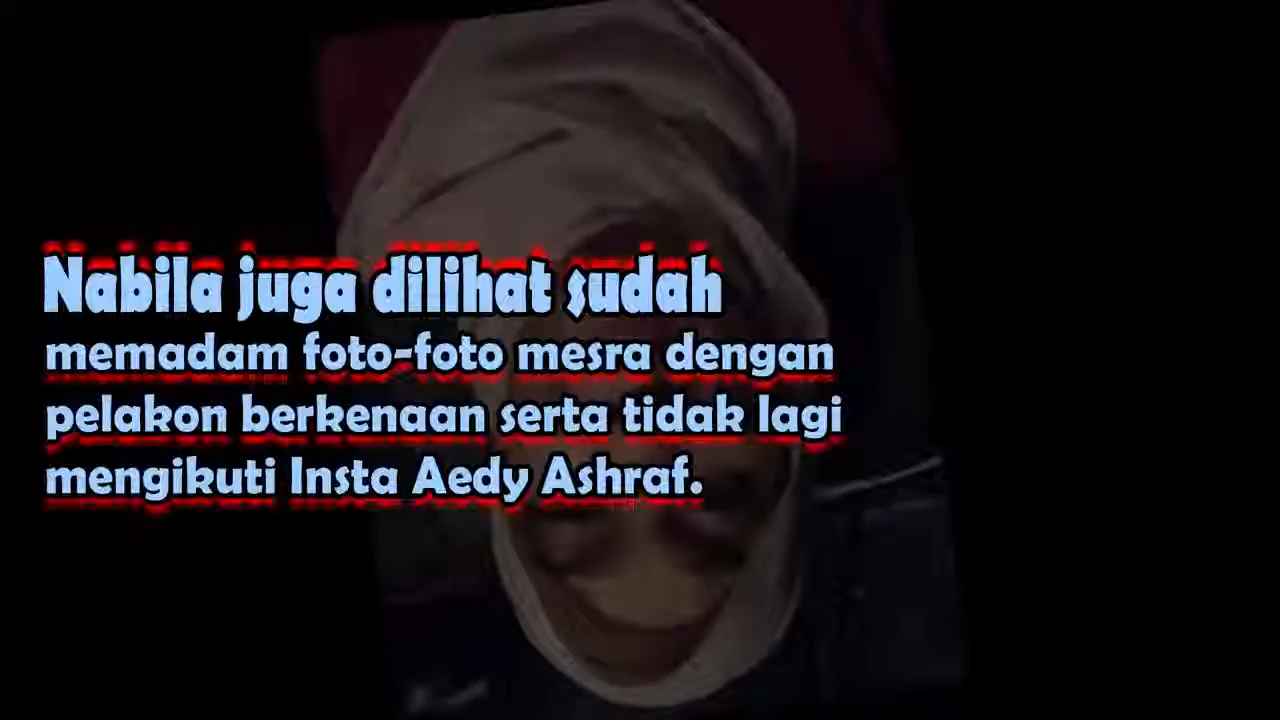 Nabila juga dilihat sudah
memadam foto-foto mesra dengan
pelakon berkenaan serta tidak lagi
mengikuti Insta Aedy Ashraf.